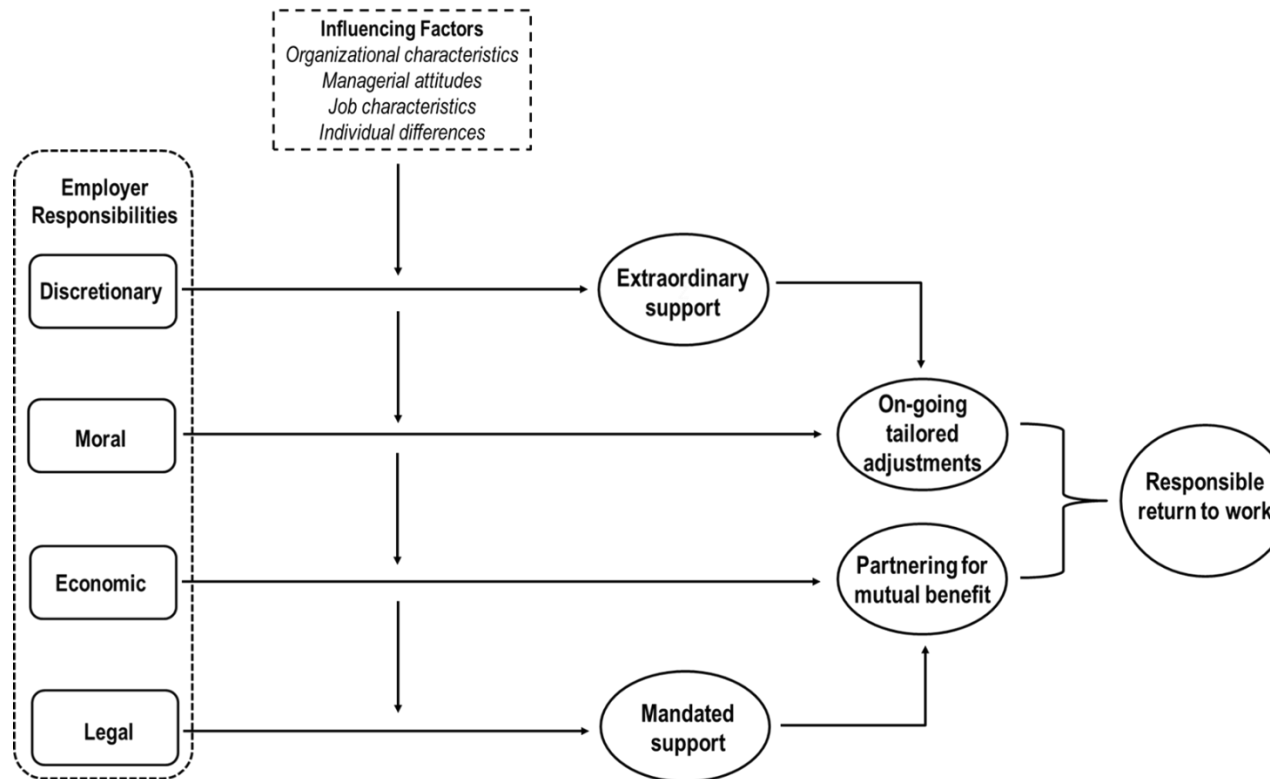 Influencing Factors
Organizational characteristics
Managerial attitudes
Job characteristics
Individual differences
Employer
Responsibilities
Discretionary
Extraordinary
support
Moral
On-going
tailored
adjustments
Responsible
return to work
Economic
Partnering for
mutual benefit
Legal
Mandated
support